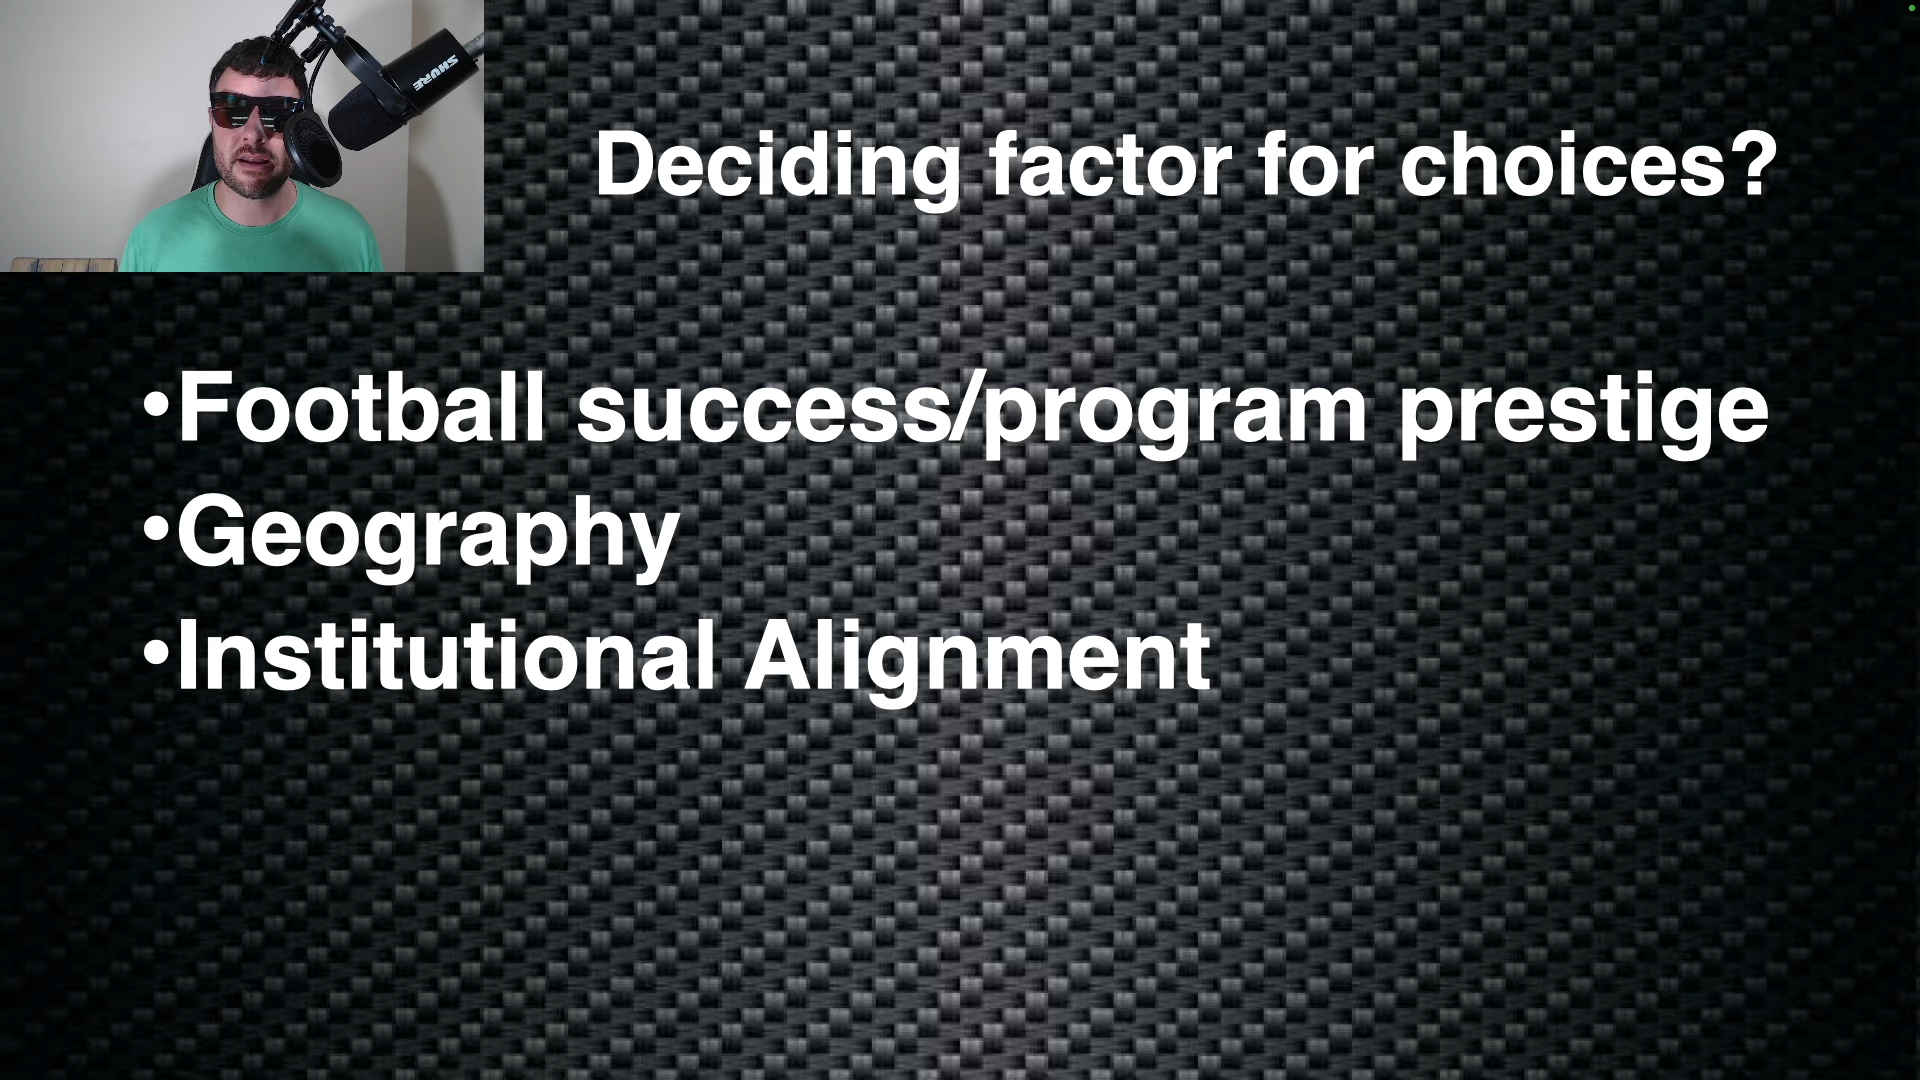 SHURE
Deciding factor for choices?
•Football success/program prestige
•Geography
•Institutional Alignment